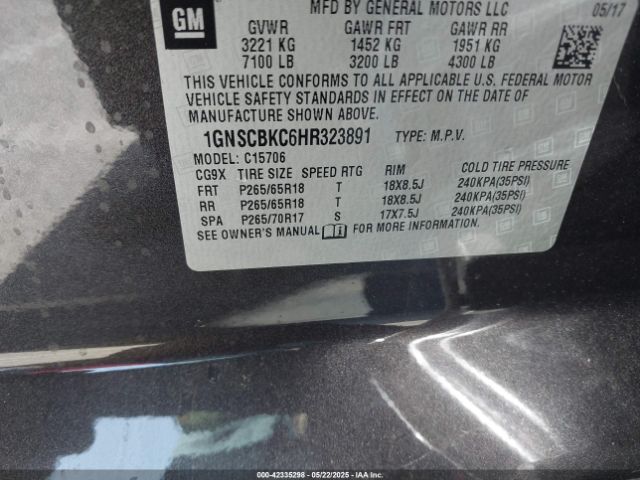 GM
MFD BY GENERAL MOTORS LLC 05/17
GVWR GAWR FRT GAWR RR
3221 KG 1452 KG 1951 KG
7100 LB 3200 LB 4300 LB
THIS VEHICLE CONFORMS TO ALL APPLICABLE U.S. FEDERAL MOTOR
VEHICLE SAFETY STANDARDS IN EFFECT ON THE DATE OF
MANUFACTURE SHOWN ABOVE.
1GNSCBKC6HR323891 TYPE: M.P.V.
MODEL: C15706
CG9X TIRE SIZE SPEED RTG RIM COLD TIRE PRESSURE
FRT P265/65R18 T 18X8.5J 240KPA(35PSI)
RR P265/65R18 T 18X8.5J 240KPA(35PSI)
SPA P265/70R17 S 17X7.5J 240KPA(35PSI)
SEE OWNER'S MANUAL FOR MORE INFORMATION.
000-42335298 - 05/22/2025 - IAA Inc.